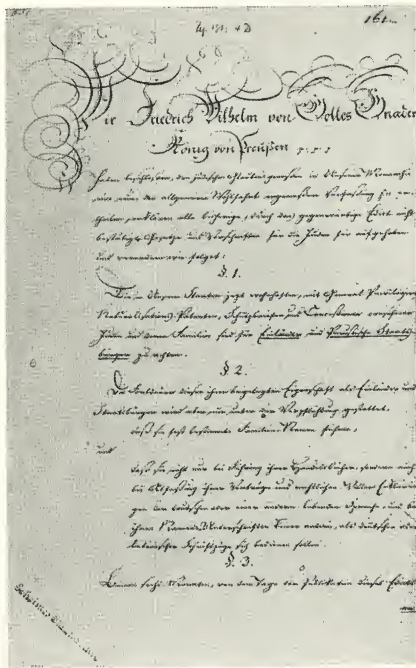 161.
Wir Friedrich Wilhelm von Gottes Gnaden
König von Preußen
haben beschlossen, den jüdischen Glaubensgenossen in Unserer Monarchie
eine neue, der allgemeinen Wohlfahrt angemessene Verfassung zu er-
theilen, erklären alle bisherige, durch das gegenwärtige Edict nicht
bestätigte Gesetze und Vorschriften für die Juden für aufgehoben
und verordnen wie folget:
§ 1.
Die in Unsern Staaten jetzt wohnhaften, mit General-Privilegien,
Naturalisations-Patenten, Schutzbriefen und Concessionen versehenen
Juden und deren Familien sind für Einländer und Preußische Staats-
bürger zu achten.
§ 2.
Die Fortdauer dieser ihnen beigelegten Eigenschaft als Einländer und
Staatsbürger wird aber nur unter der Verpflichtung gestattet:
daß sie fest bestimmte Familien-Namen führen,
und
daß sie nicht nur bei Führung ihrer Handelsbücher, sondern auch
bei Abfassung ihrer Verträge und rechtlichen Willens-Erklärun-
gen der deutschen oder einer andern lebenden Sprache, und bei
ihren Namens-Unterschriften keiner andern, als deutscher oder
lateinischer Schriftzüge sich bedienen sollen.
§. 3.
Binnen sechs Monaten, von dem Tage der Publikation dieses Edicts